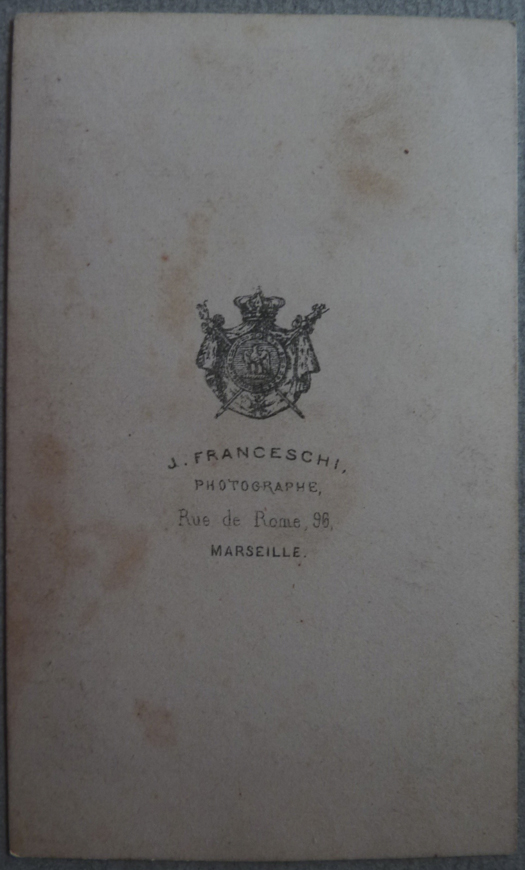 J. FRANCESCHI,
PHOTOGRAPHE,
Rue de Rome, 96,
MARSEILLE.